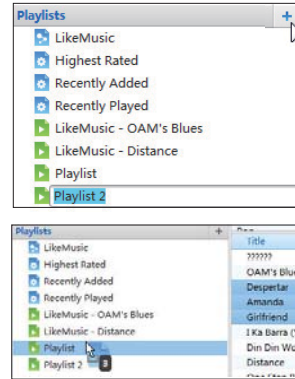 Playlists +
LikeMusic
Highest Rated
Recently Added
Recently Played
LikeMusic - OAM's Blues
LikeMusic - Distance
Playlist
Playlist 2
Playlists +
LikeMusic
Highest Rated
Recently Added
Recently Played
LikeMusic - OAM's Blues
LikeMusic - Distance
Playlist
Playlist 2
3
Title
??????
OAM's Blu
Despertar
Amanda
Girlfriend
I Ka Barra (
Din Din Wo
Distance